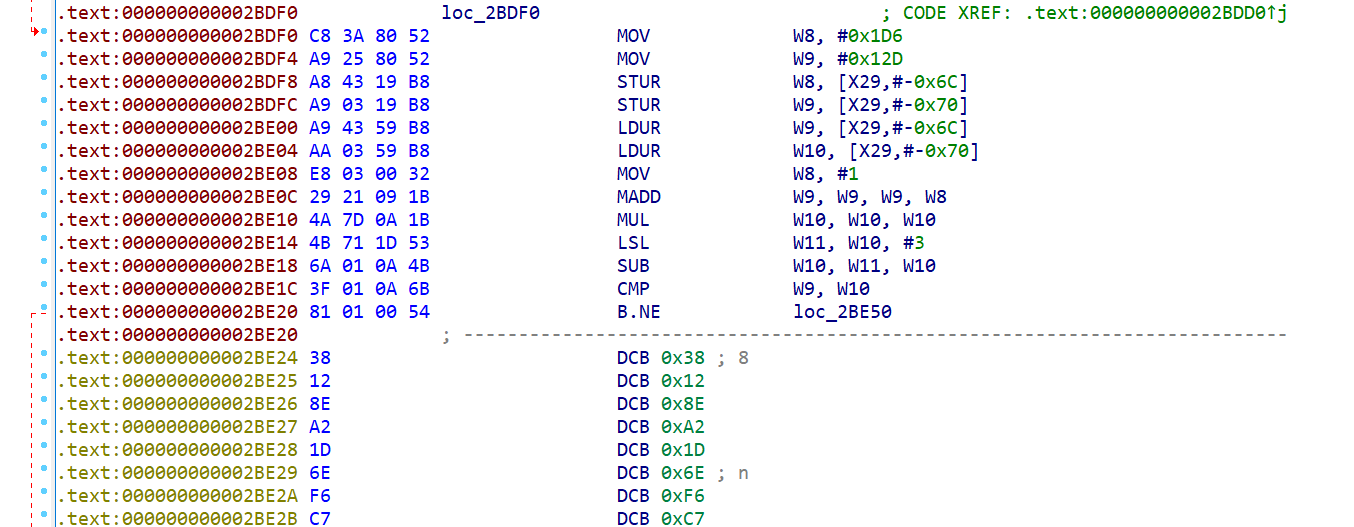 .text:000000000002BDF0 loc_2BDF0 ; CODE XREF: .text:000000000002BDD0↑j
.text:000000000002BDF0 C8 3A 80 52 MOV W8, #0x1D6
.text:000000000002BDF4 A9 25 80 52 MOV W9, #0x12D
.text:000000000002BDF8 A8 43 19 B8 STUR W8, [X29,#-0x6C]
.text:000000000002BDFC A9 03 19 B8 STUR W9, [X29,#-0x70]
.text:000000000002BE00 A9 43 59 B8 LDUR W9, [X29,#-0x6C]
.text:000000000002BE04 AA 03 59 B8 LDUR W10, [X29,#-0x70]
.text:000000000002BE08 E8 03 00 32 MOV W8, #1
.text:000000000002BE0C 29 21 09 1B MADD W9, W9, W9, W8
.text:000000000002BE10 4A 7D 0A 1B MUL W10, W10, W10
.text:000000000002BE14 4B 71 1D 53 LSL W11, W10, #3
.text:000000000002BE18 6A 01 0A 4B SUB W10, W11, W10
.text:000000000002BE1C 3F 01 0A 6B CMP W9, W10
.text:000000000002BE20 81 01 00 54 B.NE loc_2BE50
.text:000000000002BE20 ; ---------------------------------------------------------------------------
.text:000000000002BE24 38 DCB 0x38 ; 8
.text:000000000002BE25 12 DCB 0x12
.text:000000000002BE26 8E DCB 0x8E
.text:000000000002BE27 A2 DCB 0xA2
.text:000000000002BE28 1D DCB 0x1D
.text:000000000002BE29 6E DCB 0x6E ; n
.text:000000000002BE2A F6 DCB 0xF6
.text:000000000002BE2B C7 DCB 0xC7